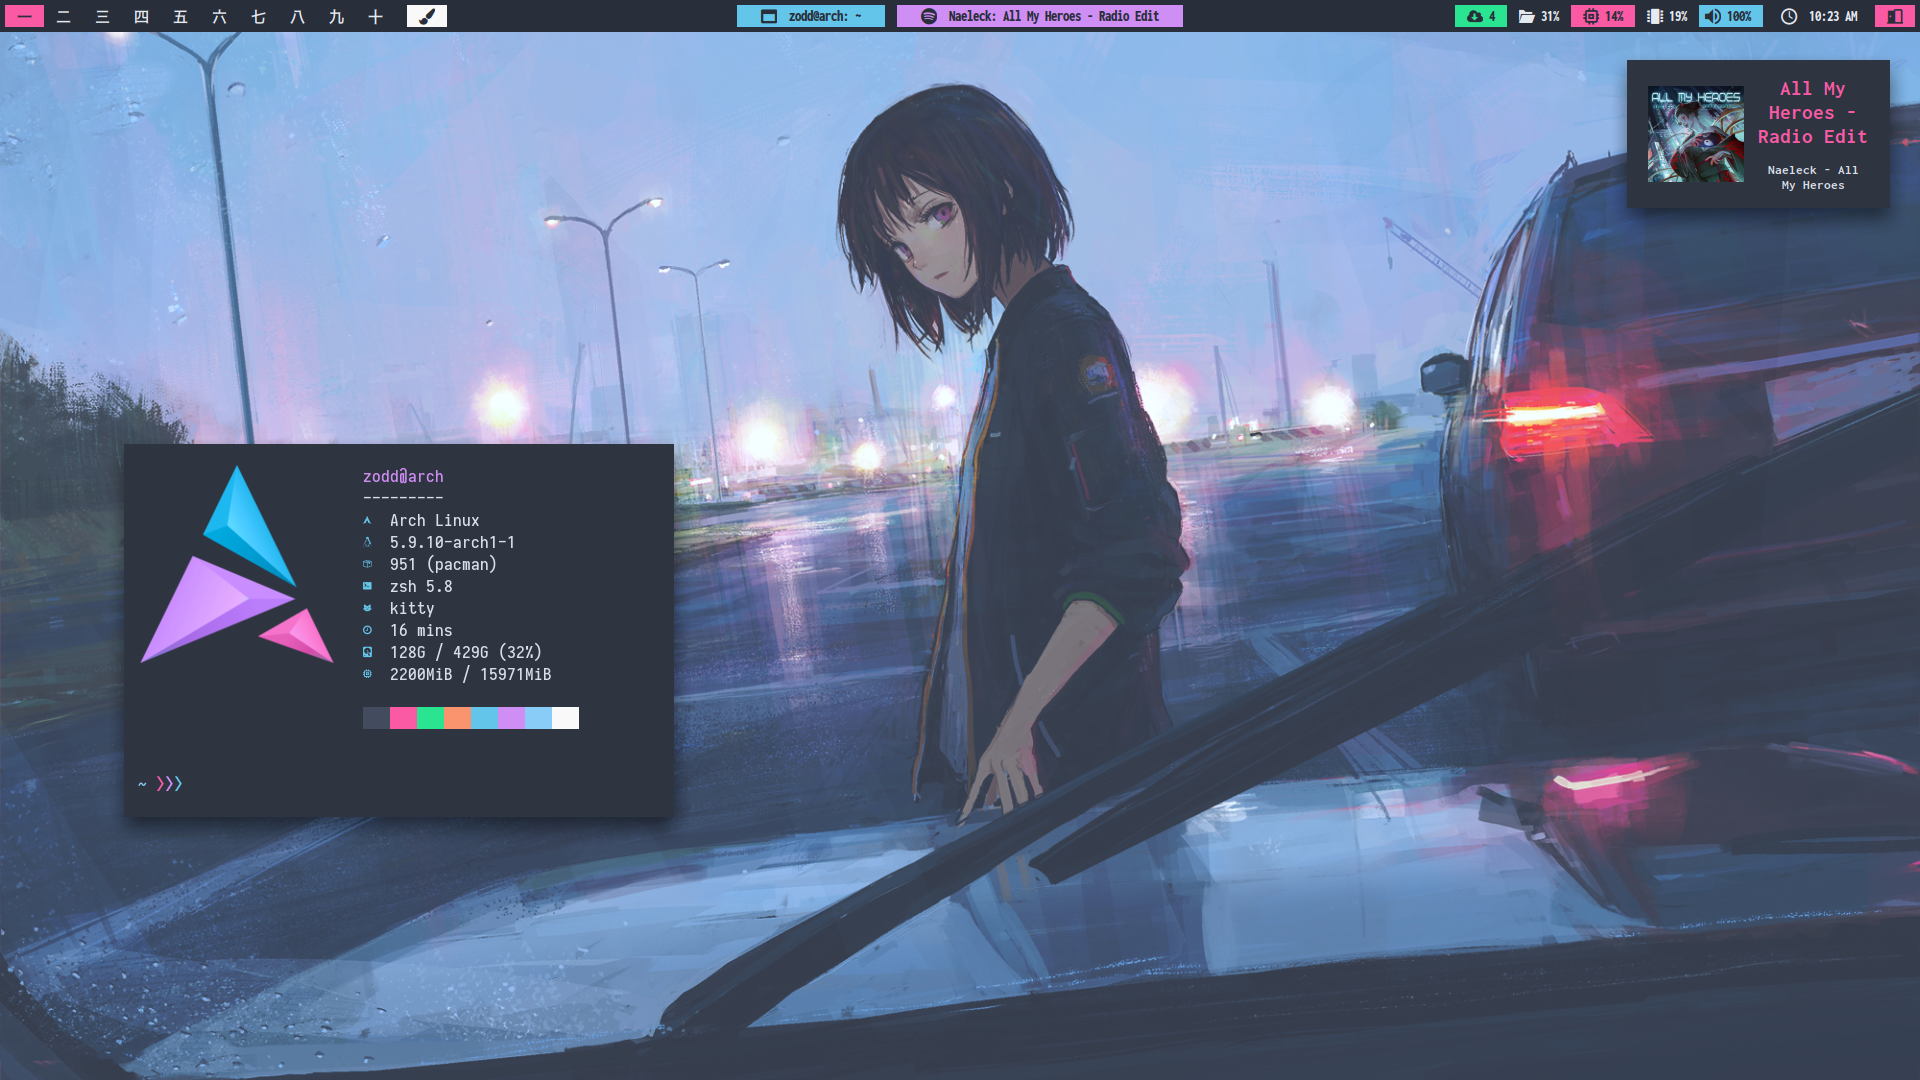 一 二 三 四 五 六 七 八 九 十
zodd@arch: ~
Naeleck: All My Heroes - Radio Edit
4 31% 14% 19% 100% 10:23 AM
ALL MY HEROES
All My
Heroes -
Radio Edit
Naeleck - All
My Heroes
zodd@arch
---------
Arch Linux
5.9.10-arch1-1
951 (pacman)
zsh 5.8
kitty
16 mins
128G / 429G (32%)
2200MiB / 15971MiB
~ ❯❯❯